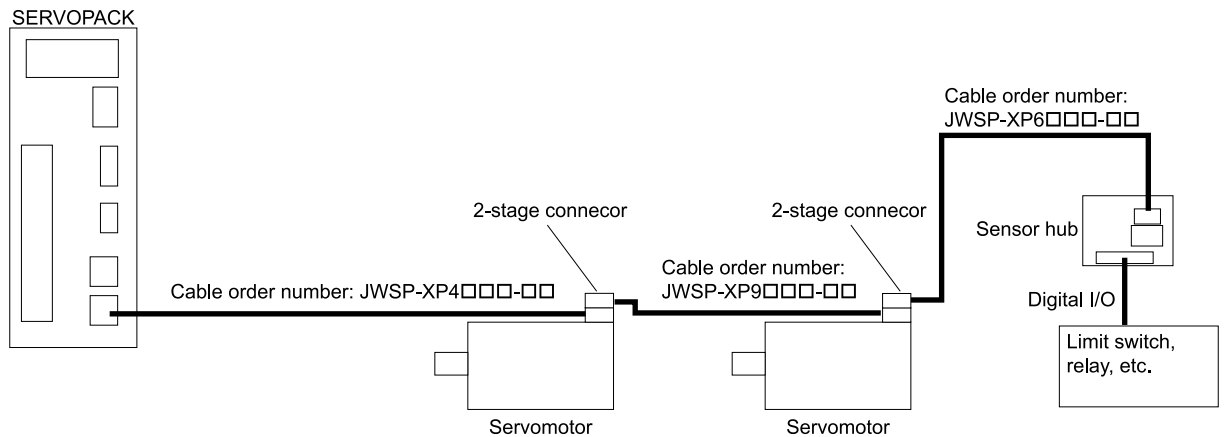 SERVOPACK
Cable order number:
JWSP-XP6□□□-□□
2-stage connecor
2-stage connecor
Sensor hub
Cable order number:
JWSP-XP9□□□-□□
Cable order number: JWSP-XP4□□□-□□
Digital I/O
Limit switch,
relay, etc.
Servomotor
Servomotor